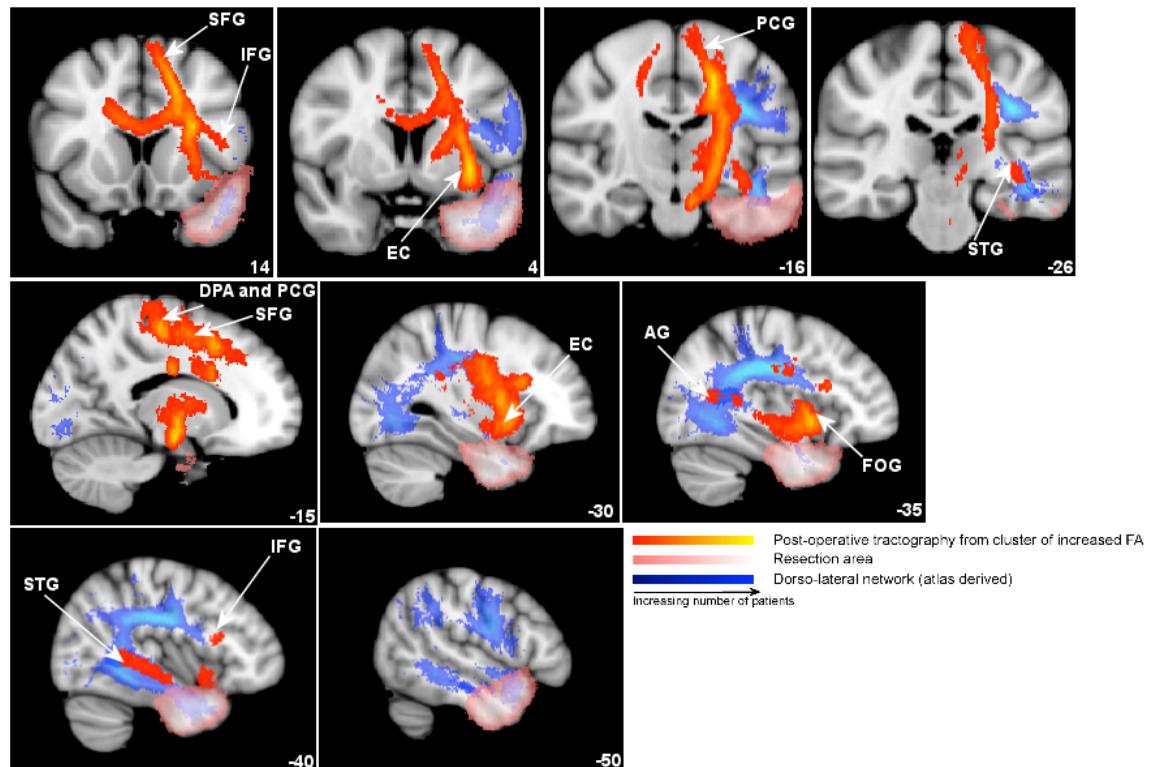 SFG
IFG
14
EC
4
PCG
-16
STG
-26
DPA and PCG
SFG
-15
EC
-30
AG
FOG
-35
STG
IFG
-40
-50
Post-operative tractography from cluster of increased FA
Resection area
Dorso-lateral network (atlas derived)
Increasing number of patients